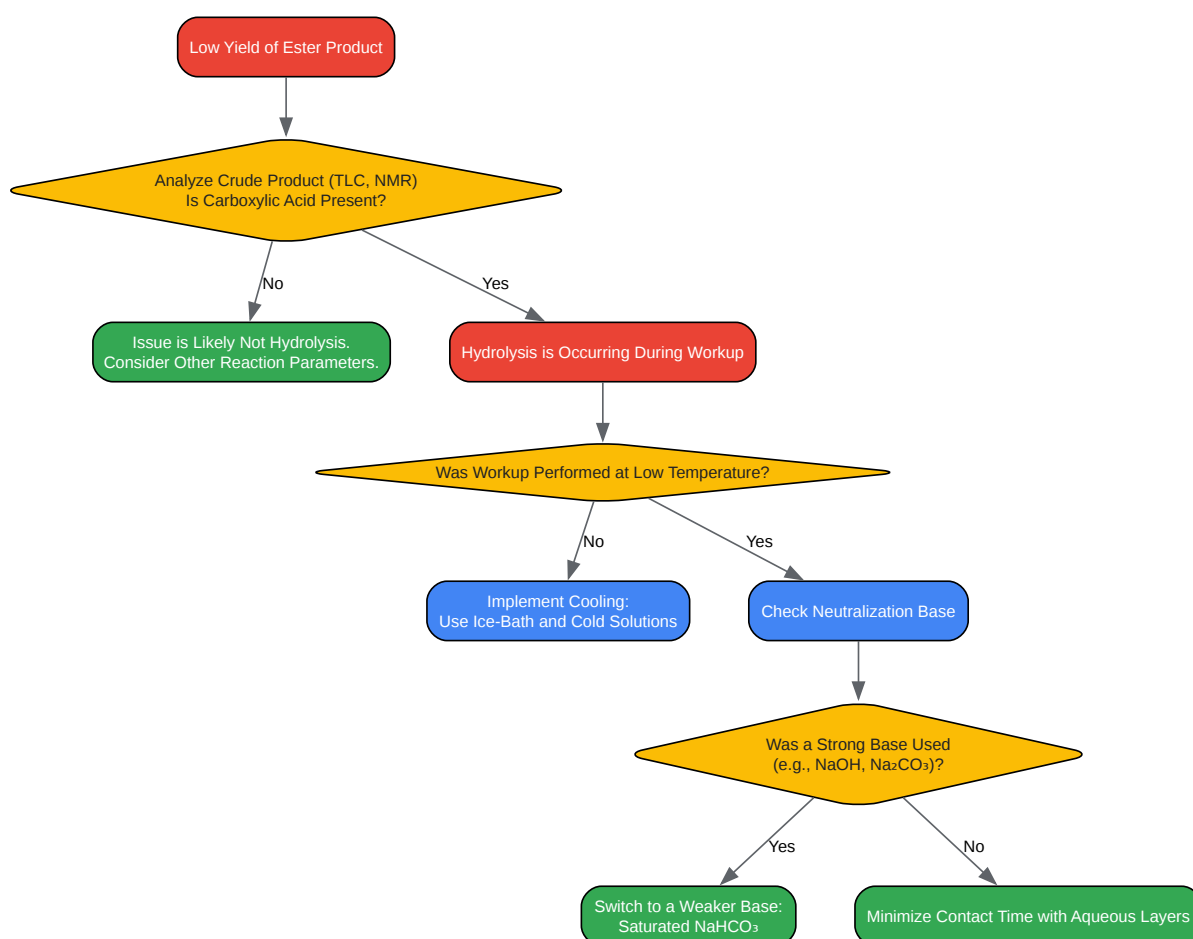 Low Yield of Ester Product
Analyze Crude Product (TLC, NMR)
Is Carboxylic Acid Present?
No
Yes
Issue is Likely Not Hydrolysis.
Consider Other Reaction Parameters.
Hydrolysis is Occurring During Workup
Was Workup Performed at Low Temperature?
No
Yes
Implement Cooling:
Use Ice-Bath and Cold Solutions
Check Neutralization Base
Was a Strong Base Used
(e.g., NaOH, Na₂CO₃)?
Yes
No
Switch to a Weaker Base:
Saturated NaHCO₃
Minimize Contact Time with Aqueous Layers